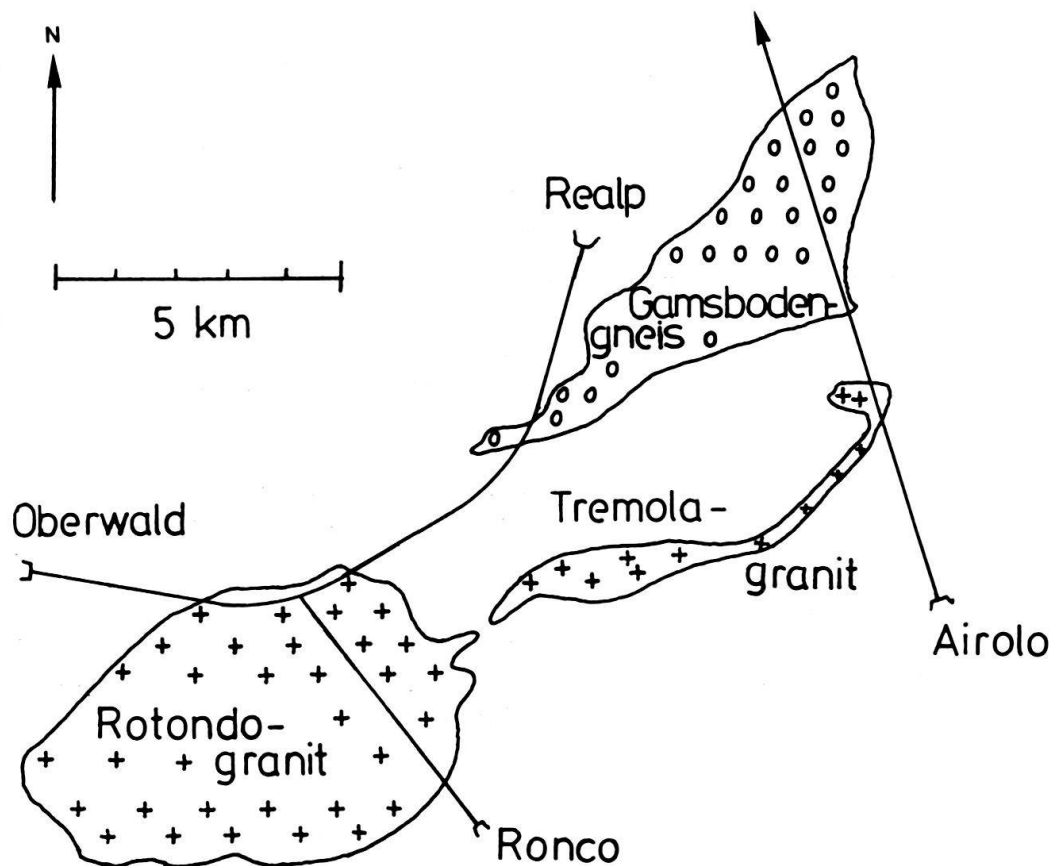 N
5 km
Realp
Gamsboden-
gneis
Oberwald
Tremola-
granit
Airolo
Rotondo-
granit
Ronco